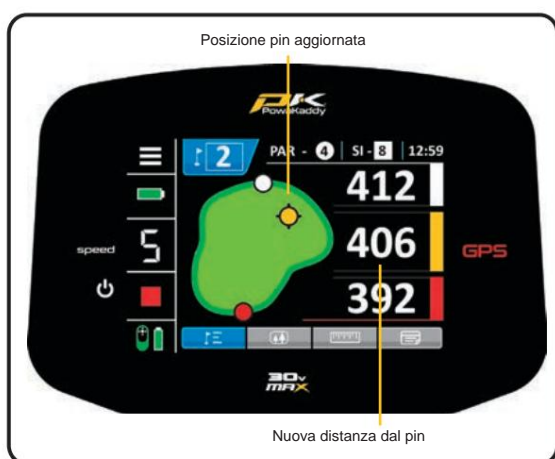 Posizione pin aggiornata
PK
PowaKaddy
2 PAR - 4 SI - 8 12:59
412
speed 5 406 GPS
392
30v
MAX
Nuova distanza dal pin